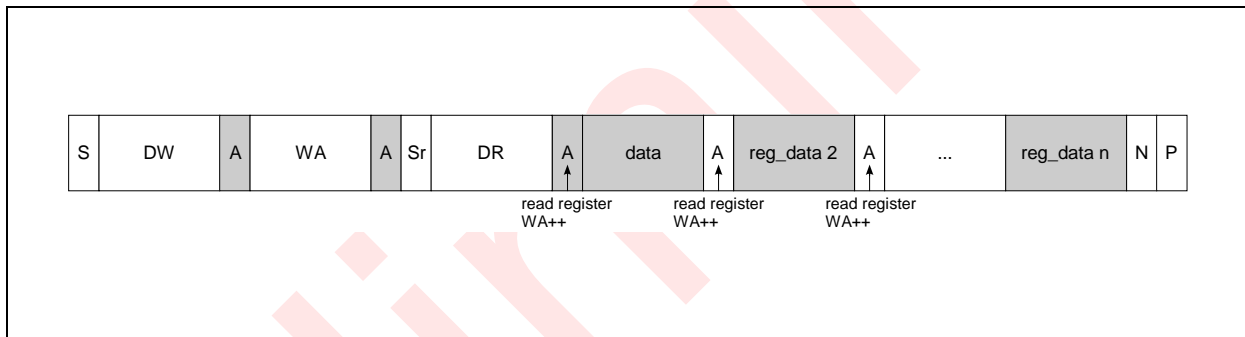 S DW A WA A Sr DR A data A reg_data 2 A ... reg_data n N P
read register read register read register
WA++ WA++ WA++